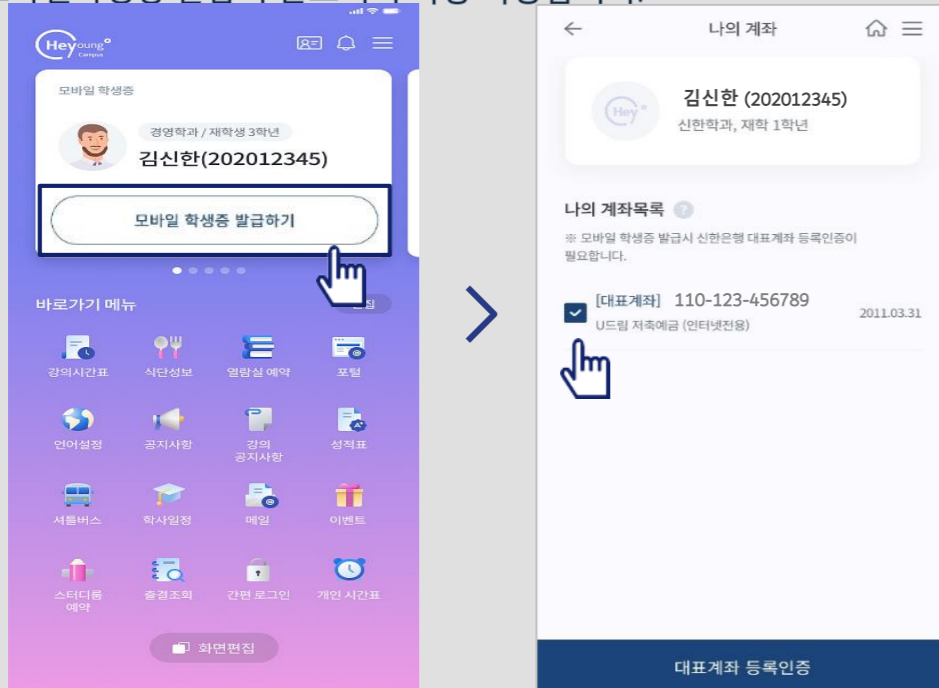 Heyoung
Campus
모바일 학생증
경영학과 / 재학생 3학년
김신한(202012345)
모바일 학생증 발급하기
바로가기 메뉴
강의시간표
식단성보
열람실 예약
포털
언어설정
공지사항
강의
공지사항
성적표
셔틀버스
학사일정
메일
이벤트
스터디룸
예약
출결조회
간편 로그인
개인 시간표
화면편집
나의 계좌
Hey
김신한 (202012345)
신한학과, 재학 1학년
나의 계좌목록 ?
※ 모바일 학생증 발급시 신한은행 대표계좌 등록인증이
필요합니다.
[대표계좌] 110-123-456789
U드림 저축예금 (인터넷전용)
2011.03.31
대표계좌 등록인증